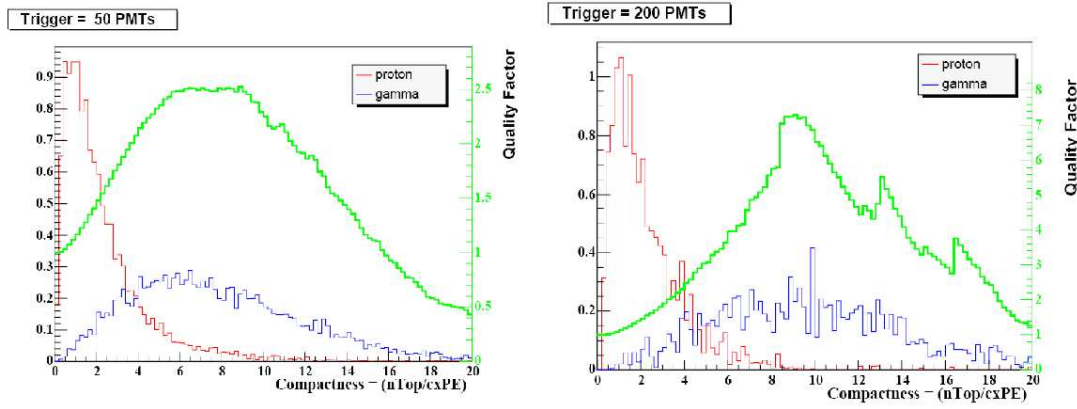 Trigger = 50 PMTs
0.9
0.8
0.7
0.6
0.5
0.4
0.3
0.2
0.1
0
proton
gamma
2.5
2
1.5
1
0.5
0
Quality Factor
0 2 4 6 8 10 12 14 16 18 20
Compactness = (nTop/cxPE)
Trigger = 200 PMTs
1
0.8
0.6
0.4
0.2
0
proton
gamma
8
7
6
5
4
3
2
1
0
Quality Factor
0 2 4 6 8 10 12 14 16 18 20
Compactness = (nTop/cxPE)